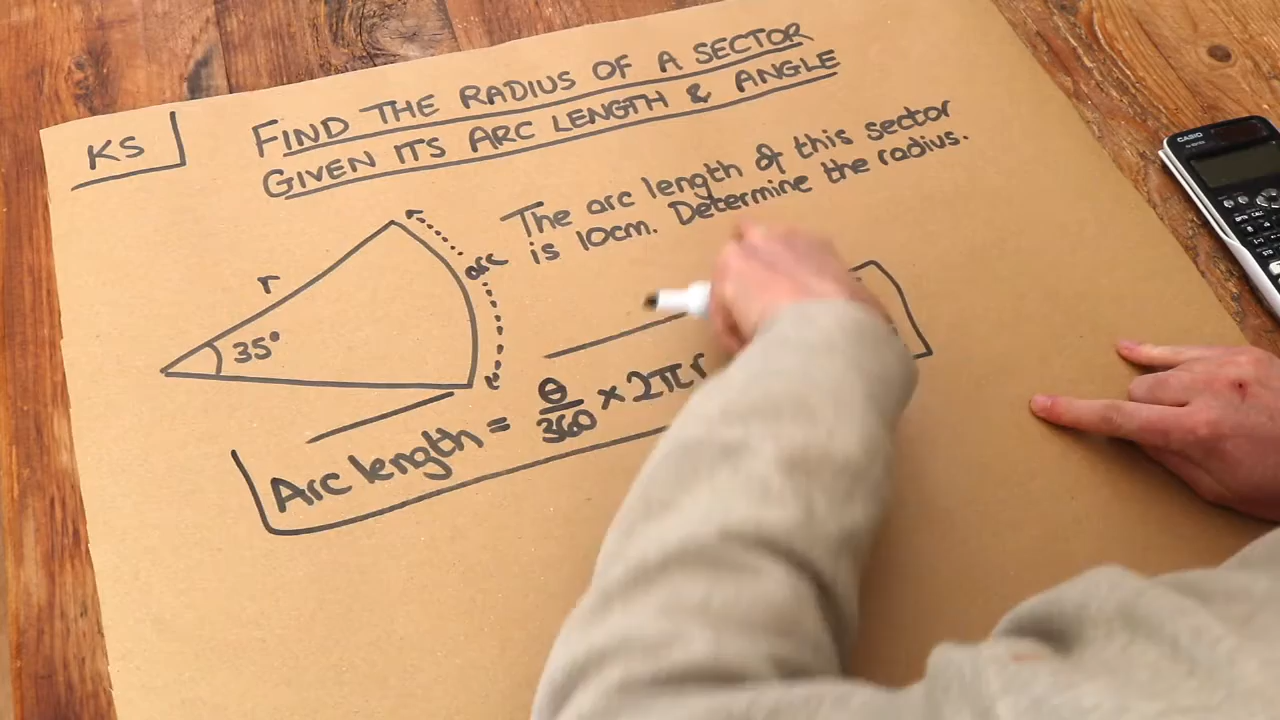 KS
FIND THE RADIUS OF A SECTOR
GIVEN ITS ARC LENGTH & ANGLE
The arc length of this sector
is 10cm. Determine the radius.
r
35°
arc
Arc length = θ/360 × 2πr
CASIO